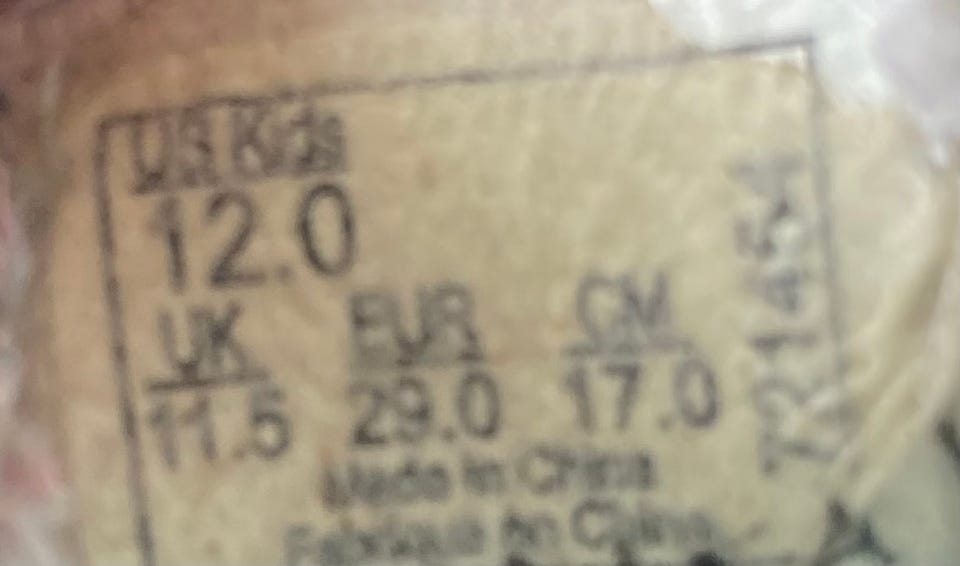 US Kids
12.0
UK EUR CM
11.5 29.0 17.0
Made in China
Fabriqué en Chine